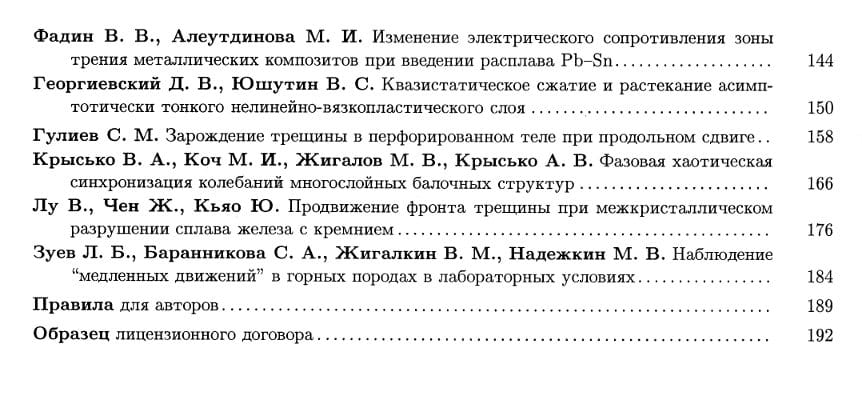 Фадин В. В., Алеутдинова М. И. Изменение электрического сопротивления зоны
трения металлических композитов при введении расплава Pb–Sn.................... 144
Георгиевский Д. В., Юшутин В. С. Квазистатическое сжатие и растекание асимп-
тотически тонкого нелинейно-вязкопластического слоя .............................. 150
Гулиев С. М. Зарождение трещины в перфорированном теле при продольном сдвиге.. 158
Крысько В. А., Коч М. И., Жигалов М. В., Крысько А. В. Фазовая хаотическая
синхронизация колебаний многослойных балочных структур ........................ 166
Лу В., Чен Ж., Кьяо Ю. Продвижение фронта трещины при межкристаллическом
разрушении сплава железа с кремнием............................................... 176
Зуев Л. Б., Баранникова С. А., Жигалкин В. М., Надежкин М. В. Наблюдение
“медленных движений” в горных породах в лабораторных условиях................. 184
Правила для авторов...................................................................... 189
Образец лицензионного договора......................................................... 192